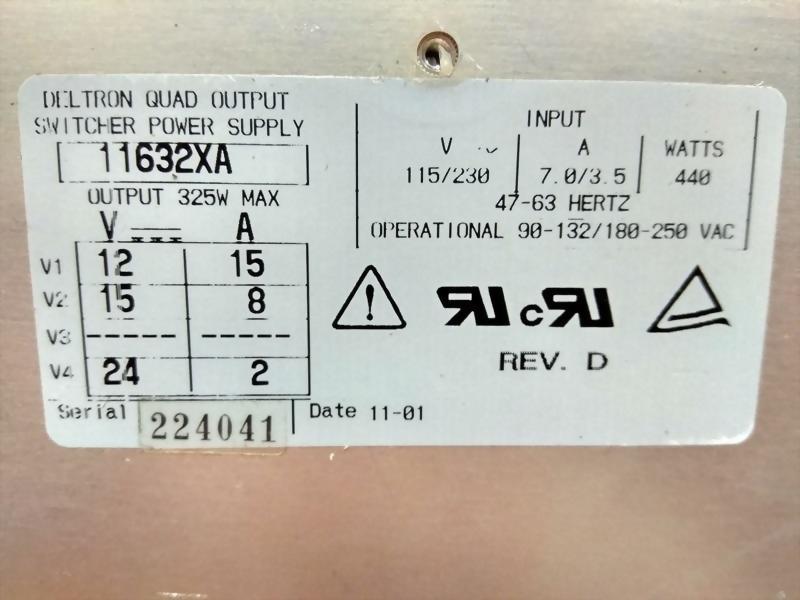 DELTRON QUAD OUTPUT
SWITCHER POWER SUPPLY
11632XA
OUTPUT 325W MAX
V A
V1 12 15
V2 15 8
V3 ------ ------
V4 24 2
Serial 224041 Date 11-01
INPUT
V ~ A WATTS
115/230 7.0/3.5 440
47-63 HERTZ
OPERATIONAL 90-132/180-250 VAC
! RU cRU
REV. D